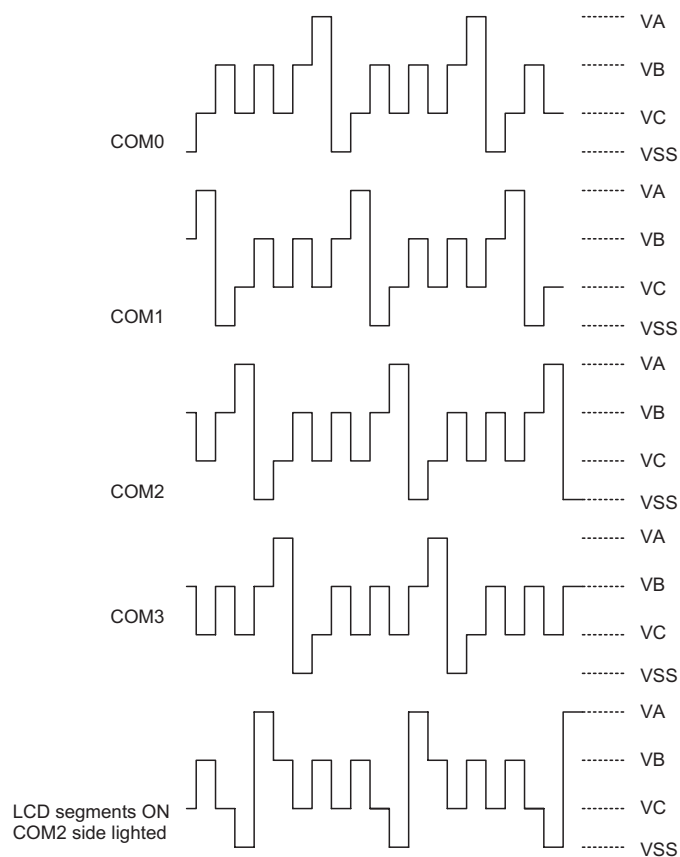 VA
VB
VC
COM0
VSS
VA
VB
VC
COM1
VSS
VA
VB
VC
COM2
VSS
VA
VB
COM3
VC
VSS
VA
VB
LCD segments ON
COM2 side lighted
VC
VSS